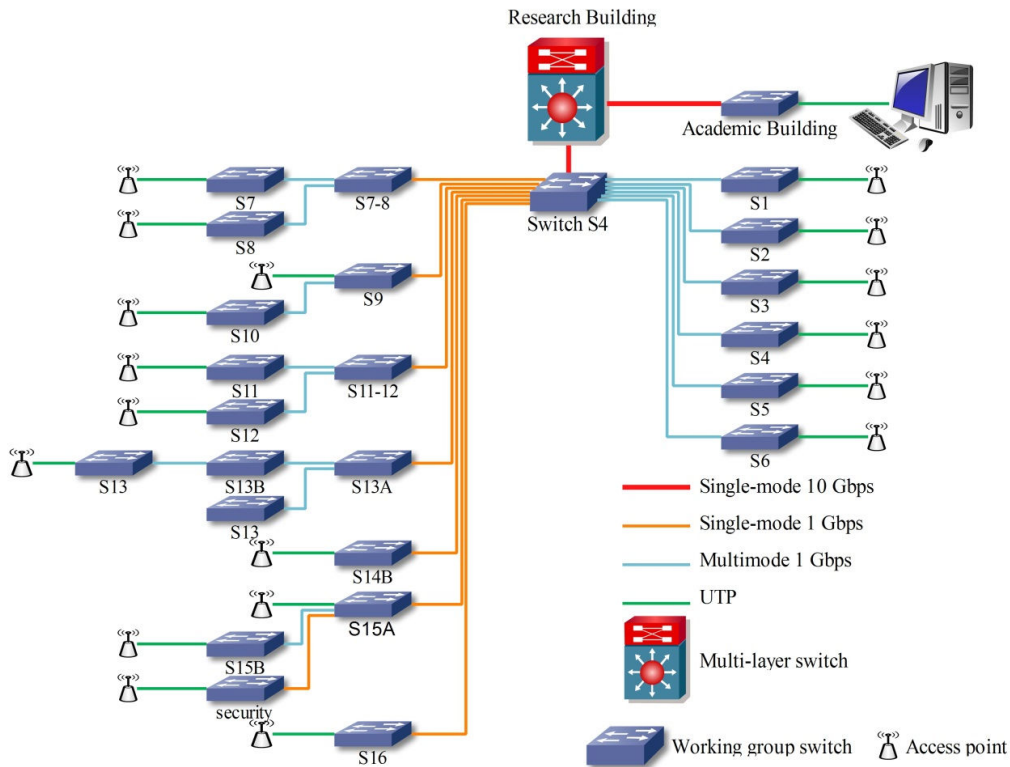 Research Building
Academic Building
Switch S4
S7
S7-8
S8
S9
S10
S11
S11-12
S12
S13
S13B
S13A
S13
S14B
S15A
S15B
security
S16
S1
S2
S3
S4
S5
S6
Single-mode 10 Gbps
Single-mode 1 Gbps
Multimode 1 Gbps
UTP
Multi-layer switch
Working group switch
Access point